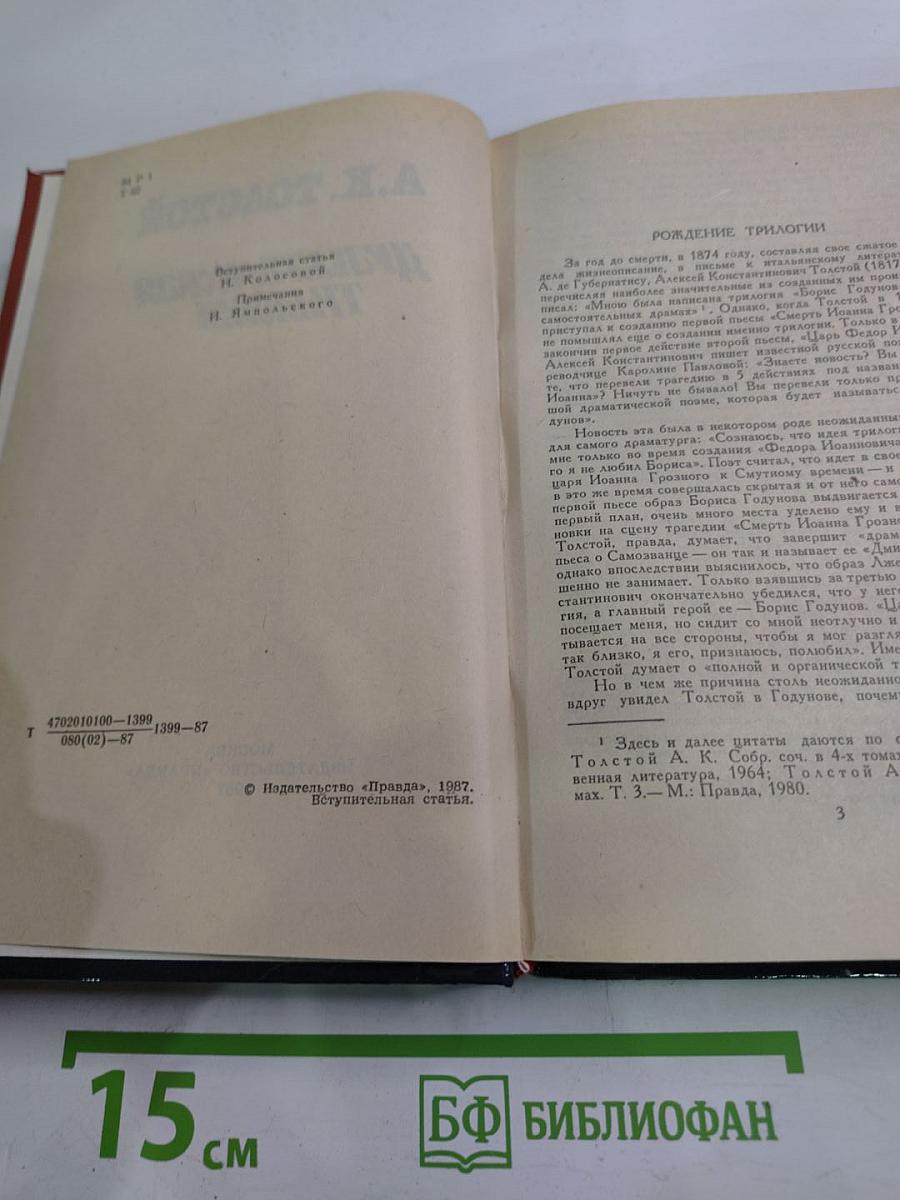 Вступительная статья
Н. Колосовой
Примечания
И. Ямпольского
Т 4702010100—1399
080(02)—87
1399—87
© Издательство «Правда», 1987.
Вступительная статья.
РОЖДЕНИЕ ТРИЛОГИИ
За год до смерти, в 1874 году, составляя свое сжатое
дела жизнеописание, в письме к итальянскому литерат
А. де Губернатису, Алексей Константинович Толстой (1817
перечисляя наиболее значительные из созданных им прои
писал: «Мною была написана трилогия «Борис Годунов
самостоятельных драмах» ¹. Однако, когда Толстой в 1
приступал к созданию первой пьесы «Смерть Иоанна Гро
не помышлял еще о создании именно трилогии. Только в
закончив первое действие второй пьесы, «Царь Федор И
Алексей Константинович пишет известной русской поэ
реводчице Каролине Павловой: «Знаете новость? Вы
те, что перевели трагедию в 5 действиях под назван
Иоанна»? Ничуть не бывало! Вы перевели только пр
шой драматической поэме, которая будет называтьс
дунов».
Новость эта была в некотором роде неожиданны
для самого драматурга: «Сознаюсь, что идея трилоги
мне только во время создания «Федора Иоанновича
го я не любил Бориса». Поэт считал, что идет в свое
царя Иоанна Грозного к Смутному времени — и
в это же время совершалась скрытая и от него само
первой пьесе образ Бориса Годунова выдвигается
первый план, очень много места уделено ему и в
новки на сцену трагедии «Смерть Иоанна Грозно
Толстой, правда, думает, что завершит «драм
пьеса о Самозванце — он так и называет ее «Дми
однако впоследствии выяснилось, что образ Лже
шенно не занимает. Только взявшись за третью
стантинович окончательно убедился, что у нег
гия, а главный герой ее — Борис Годунов. «Ца
посещает меня, но сидит со мной неотлучно и
тывается на все стороны, чтобы я мог разгля
так близко, я его, признаюсь, полюбил». Име
Толстой думает о «полной и органической т
Но в чем же причина столь неожиданно
вдруг увидел Толстой в Годунове, почем
¹ Здесь и далее цитаты даются по с
Толстой А. К. Собр. соч. в 4-х томах
венная литература, 1964; Толстой А
мах. Т. 3.— М.: Правда, 1980.
3
15 см
БФ БИБЛИОФАН